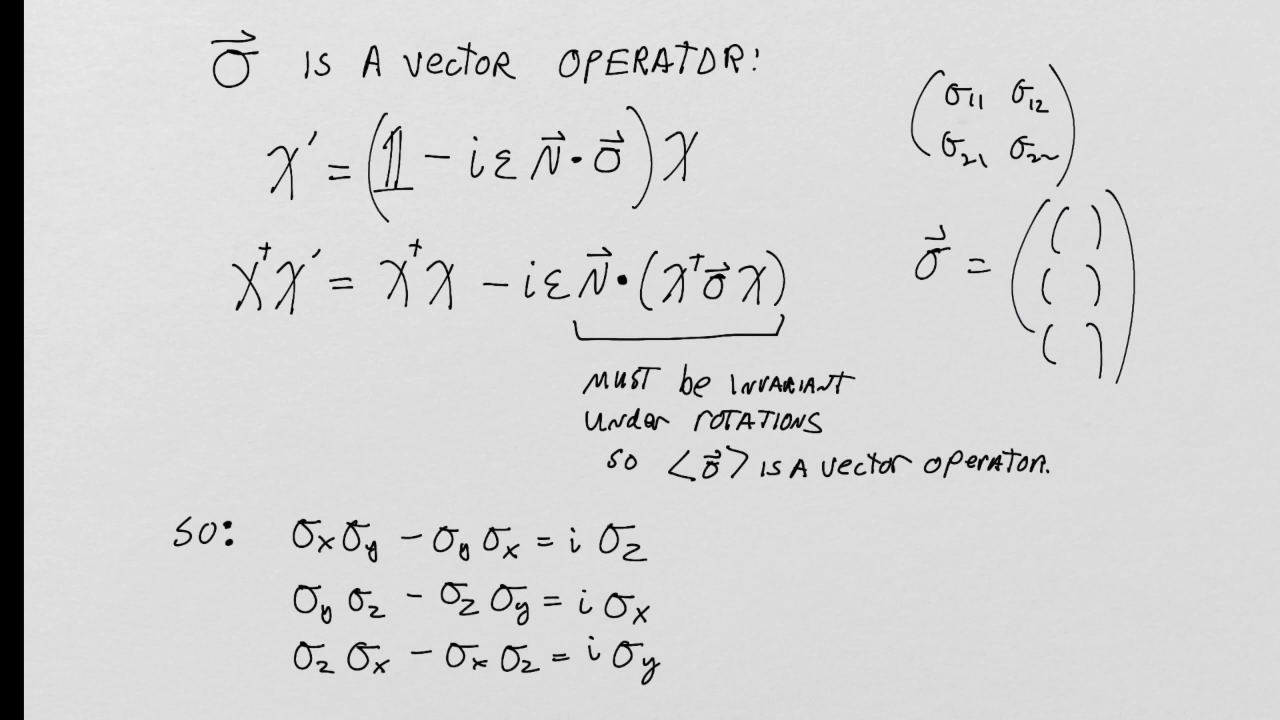 σ⃗ IS A vector OPERATOR:
χ′ = (𝟙 − iε N⃗·σ⃗)χ
χ†χ′ = χ†χ − iε N⃗·(χ†σ⃗χ)
MUST be INVARIANT
Under ROTATIONS
so <σ⃗> IS A vector operator.
SO: σxσy − σyσx = i σz
σyσz − σzσy = i σx
σzσx − σxσz = i σy
(σ11 σ12
σ21 σ22)
σ⃗ = (( )
( )
( ))